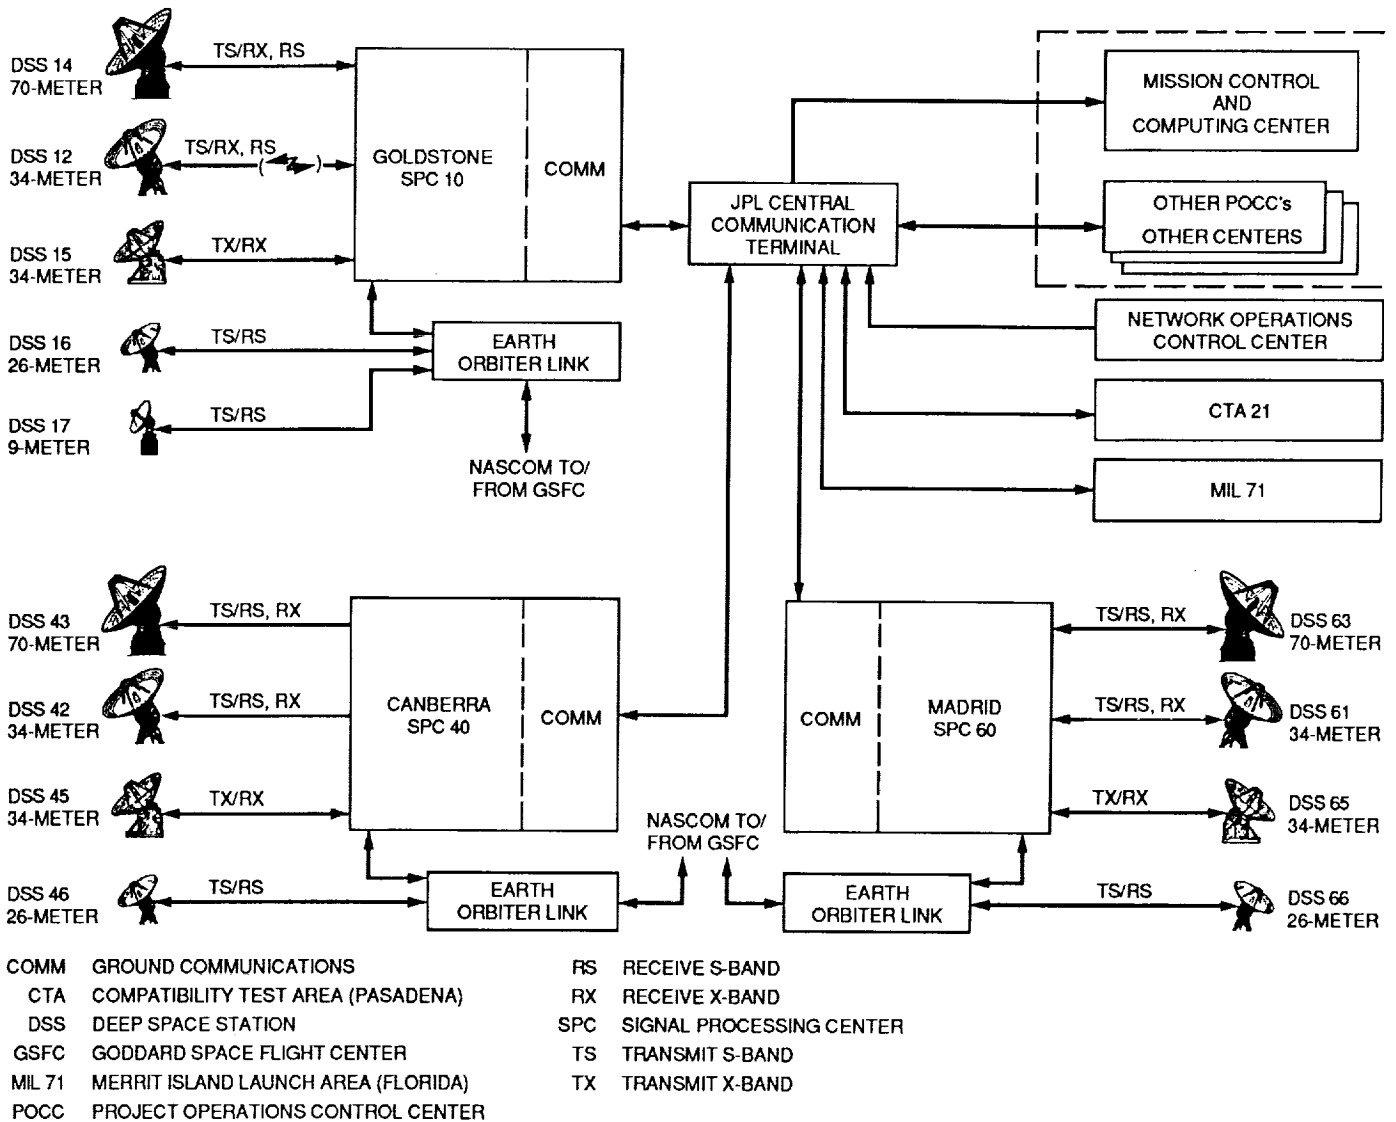 DSS 14
70-METER
TS/RX, RS
DSS 12
34-METER
TS/RX, RS
DSS 15
34-METER
TX/RX
DSS 16
26-METER
TS/RS
DSS 17
9-METER
TS/RS
GOLDSTONE
SPC 10
COMM
EARTH
ORBITER LINK
NASCOM TO/
FROM GSFC
JPL CENTRAL
COMMUNICATION
TERMINAL
MISSION CONTROL
AND
COMPUTING CENTER
OTHER POCC's
OTHER CENTERS
NETWORK OPERATIONS
CONTROL CENTER
CTA 21
MIL 71
DSS 43
70-METER
TS/RS, RX
DSS 42
34-METER
TS/RS, RX
DSS 45
34-METER
TX/RX
DSS 46
26-METER
TS/RS
CANBERRA
SPC 40
COMM
EARTH
ORBITER LINK
NASCOM TO/
FROM GSFC
COMM
MADRID
SPC 60
EARTH
ORBITER LINK
TS/RS, RX
DSS 63
70-METER
TS/RS, RX
DSS 61
34-METER
TX/RX
DSS 65
34-METER
TS/RS
DSS 66
26-METER
COMM GROUND COMMUNICATIONS
CTA COMPATIBILITY TEST AREA (PASADENA)
DSS DEEP SPACE STATION
GSFC GODDARD SPACE FLIGHT CENTER
MIL 71 MERRIT ISLAND LAUNCH AREA (FLORIDA)
POCC PROJECT OPERATIONS CONTROL CENTER
RS RECEIVE S-BAND
RX RECEIVE X-BAND
SPC SIGNAL PROCESSING CENTER
TS TRANSMIT S-BAND
TX TRANSMIT X-BAND